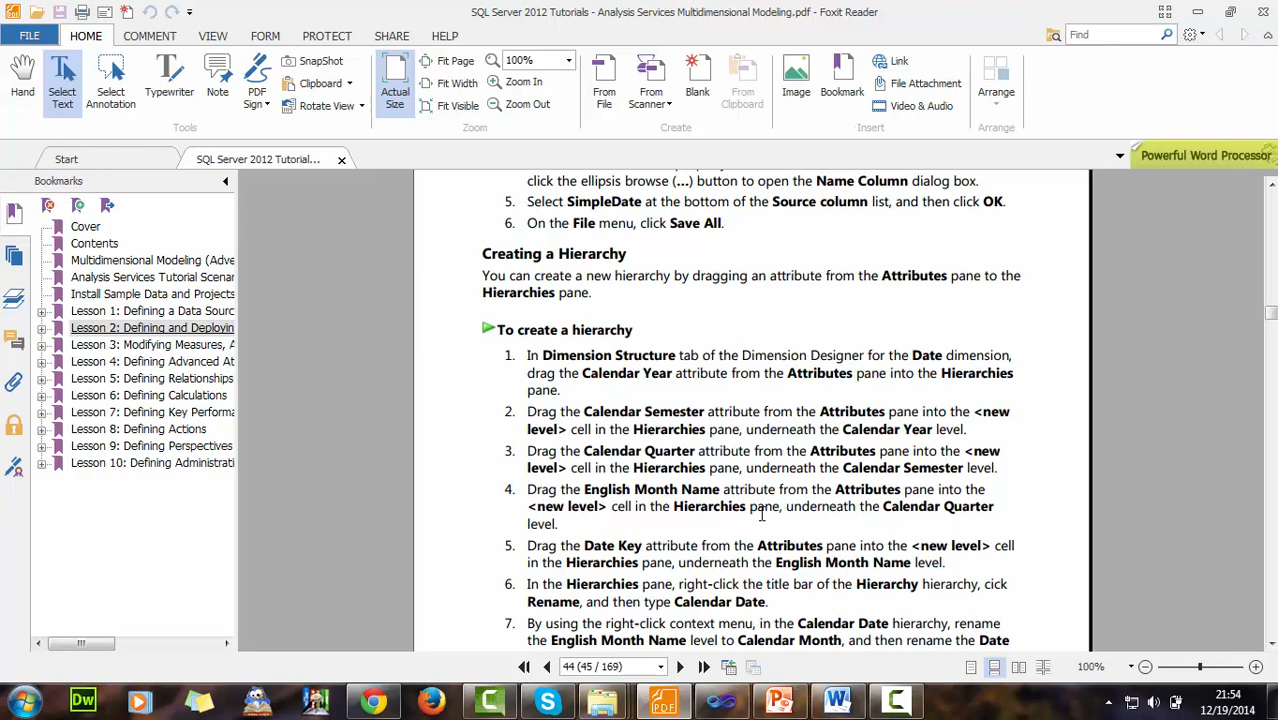 SQL Server 2012 Tutorials - Analysis Services Multidimensional Modeling.pdf - Foxit Reader
FILE HOME COMMENT VIEW FORM PROTECT SHARE HELP Find
Hand
Select Text
Select Annotation
Typewriter
Note
PDF Sign
SnapShot
Clipboard
Rotate View
Tools
Actual Size
Fit Page
Fit Width
Fit Visible
100%
Zoom In
Zoom Out
Zoom
From File
From Scanner
Blank
From Clipboard
Create
Image
Bookmark
Link
File Attachment
Video & Audio
Insert
Arrange
Arrange
Start SQL Server 2012 Tutorial... Powerful Word Processor
Bookmarks
Cover
Contents
Multidimensional Modeling (Adve
Analysis Services Tutorial Scenar
Install Sample Data and Projects
Lesson 1: Defining a Data Sourc
Lesson 2: Defining and Deployin
Lesson 3: Modifying Measures, A
Lesson 4: Defining Advanced At
Lesson 5: Defining Relationships
Lesson 6: Defining Calculations
Lesson 7: Defining Key Performa
Lesson 8: Defining Actions
Lesson 9: Defining Perspectives
Lesson 10: Defining Administrati
click the ellipsis browse (...) button to open the Name Column dialog box.
5. Select SimpleDate at the bottom of the Source column list, and then click OK.
6. On the File menu, click Save All.
Creating a Hierarchy
You can create a new hierarchy by dragging an attribute from the Attributes pane to the
Hierarchies pane.
To create a hierarchy
1. In Dimension Structure tab of the Dimension Designer for the Date dimension,
drag the Calendar Year attribute from the Attributes pane into the Hierarchies
pane.
2. Drag the Calendar Semester attribute from the Attributes pane into the <new
level> cell in the Hierarchies pane, underneath the Calendar Year level.
3. Drag the Calendar Quarter attribute from the Attributes pane into the <new
level> cell in the Hierarchies pane, underneath the Calendar Semester level.
4. Drag the English Month Name attribute from the Attributes pane into the
<new level> cell in the Hierarchies pane, underneath the Calendar Quarter
level.
5. Drag the Date Key attribute from the Attributes pane into the <new level> cell
in the Hierarchies pane, underneath the English Month Name level.
6. In the Hierarchies pane, right-click the title bar of the Hierarchy hierarchy, cick
Rename, and then type Calendar Date.
7. By using the right-click context menu, in the Calendar Date hierarchy, rename
the English Month Name level to Calendar Month, and then rename the Date
44 (45 / 169) 100%
21:54
12/19/2014